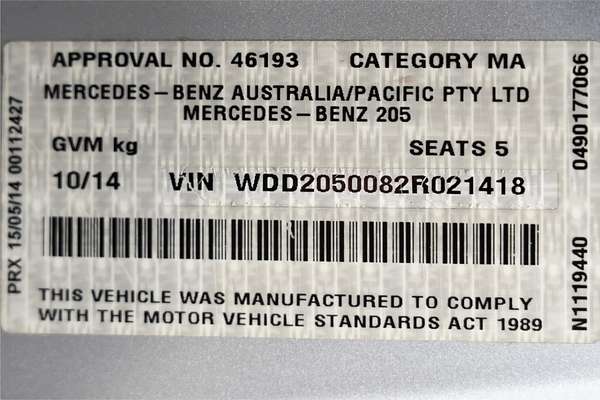 APPROVAL NO. 46193 CATEGORY MA
MERCEDES-BENZ AUSTRALIA/PACIFIC PTY LTD
MERCEDES-BENZ 205
GVM kg SEATS 5
10/14 VIN WDD2050082R021418
THIS VEHICLE WAS MANUFACTURED TO COMPLY
WITH THE MOTOR VEHICLE STANDARDS ACT 1989
PRX 15/05/14 00112427
N1119440 0490177066